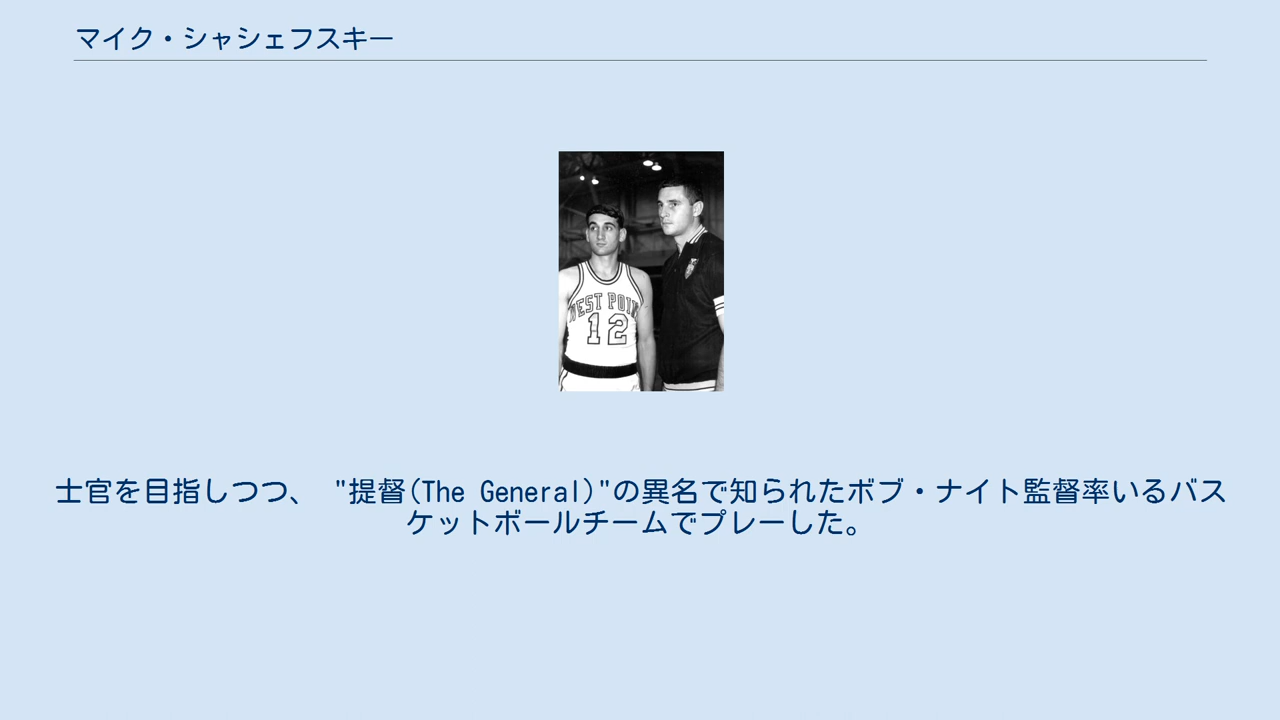 マイク・シャシェフスキー
WEST POIN
12
士官を目指しつつ、 "提督(The General)"の異名で知られたボブ・ナイト監督率いるバス
ケットボールチームでプレーした。